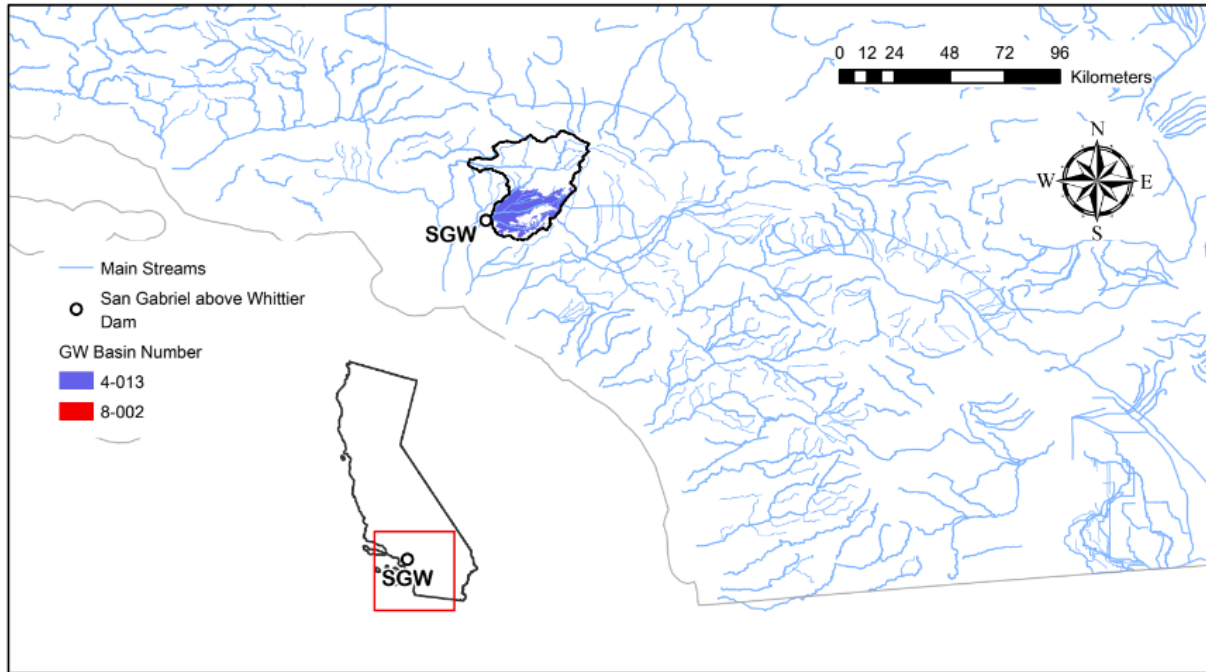 0 12 24 48 72 96
Kilometers
N
W E
S
SGW
Main Streams
San Gabriel above Whittier
Dam
GW Basin Number
4-013
8-002
SGW